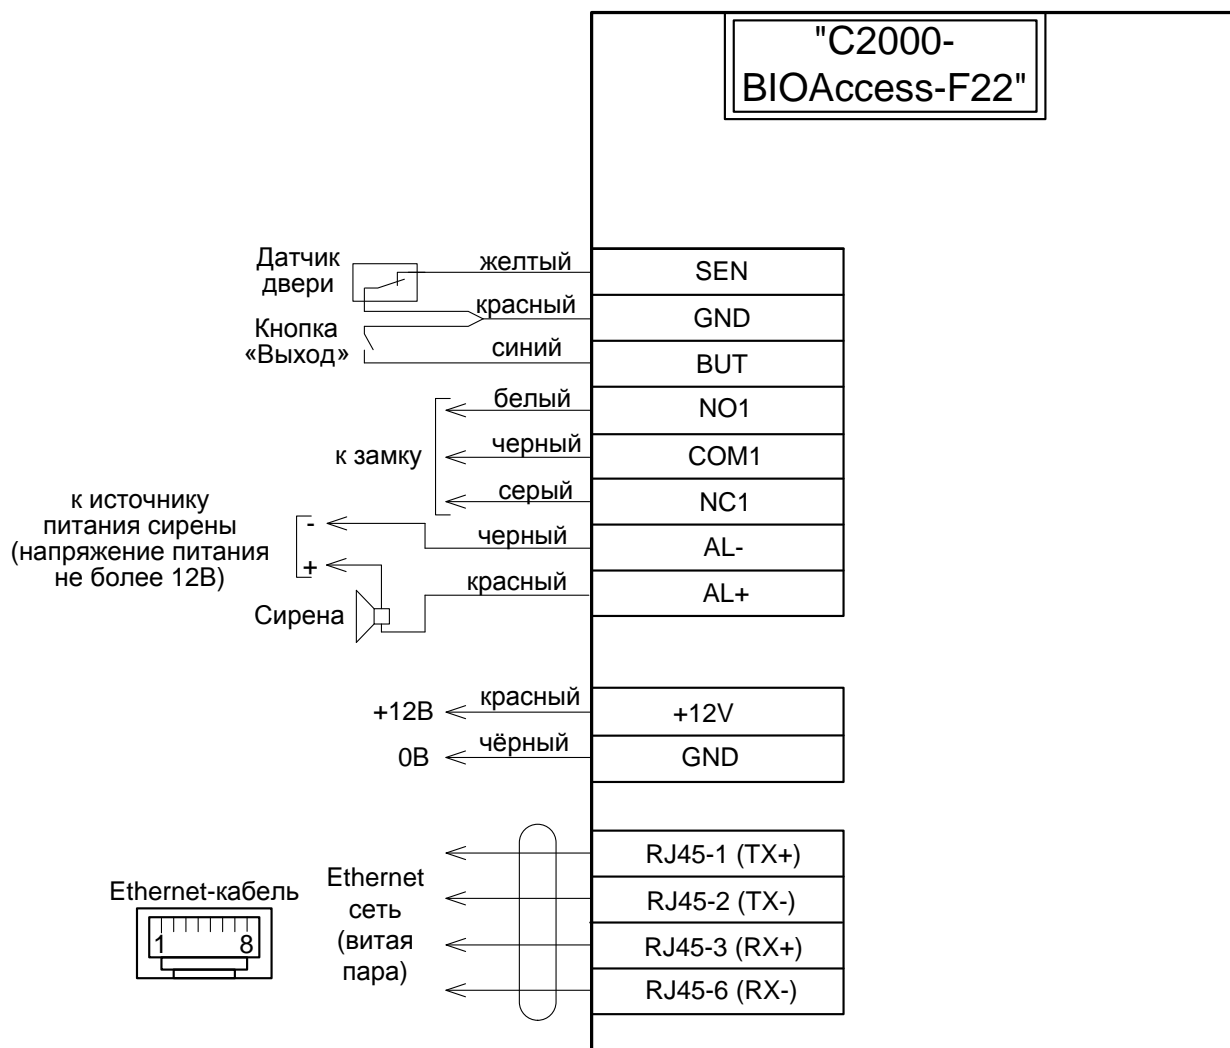 "C2000-
BIOAccess-F22"
Датчик
двери
желтый
SEN
красный
GND
Кнопка
«Выход»
синий
BUT
белый
NO1
к замку
черный
COM1
серый
NC1
к источнику
питания сирены
(напряжение питания
не более 12В)
-
+
черный
AL-
красный
AL+
Сирена
+12В
красный
+12V
0В
чёрный
GND
Ethernet-кабель
1 8
Ethernet
сеть
(витая
пара)
RJ45-1 (TX+)
RJ45-2 (TX-)
RJ45-3 (RX+)
RJ45-6 (RX-)